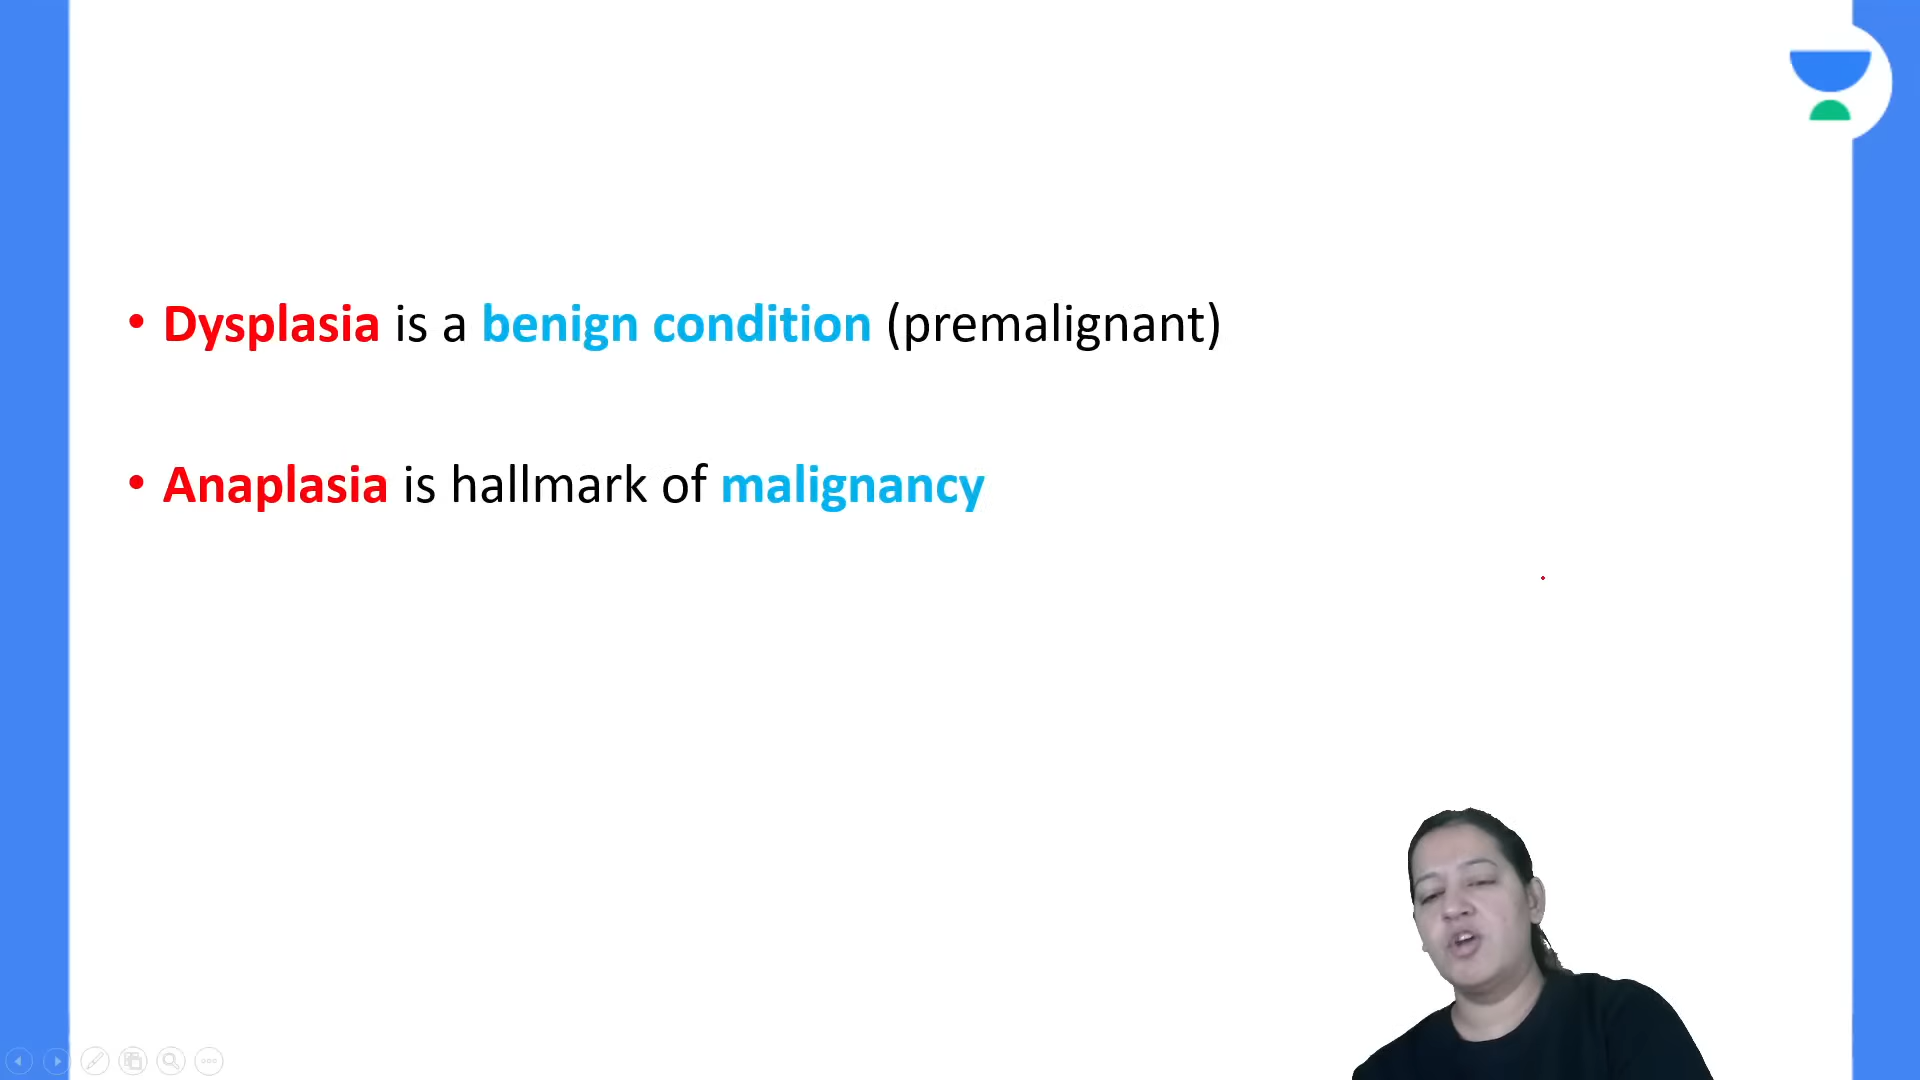 • Dysplasia is a benign condition (premalignant)
• Anaplasia is hallmark of malignancy